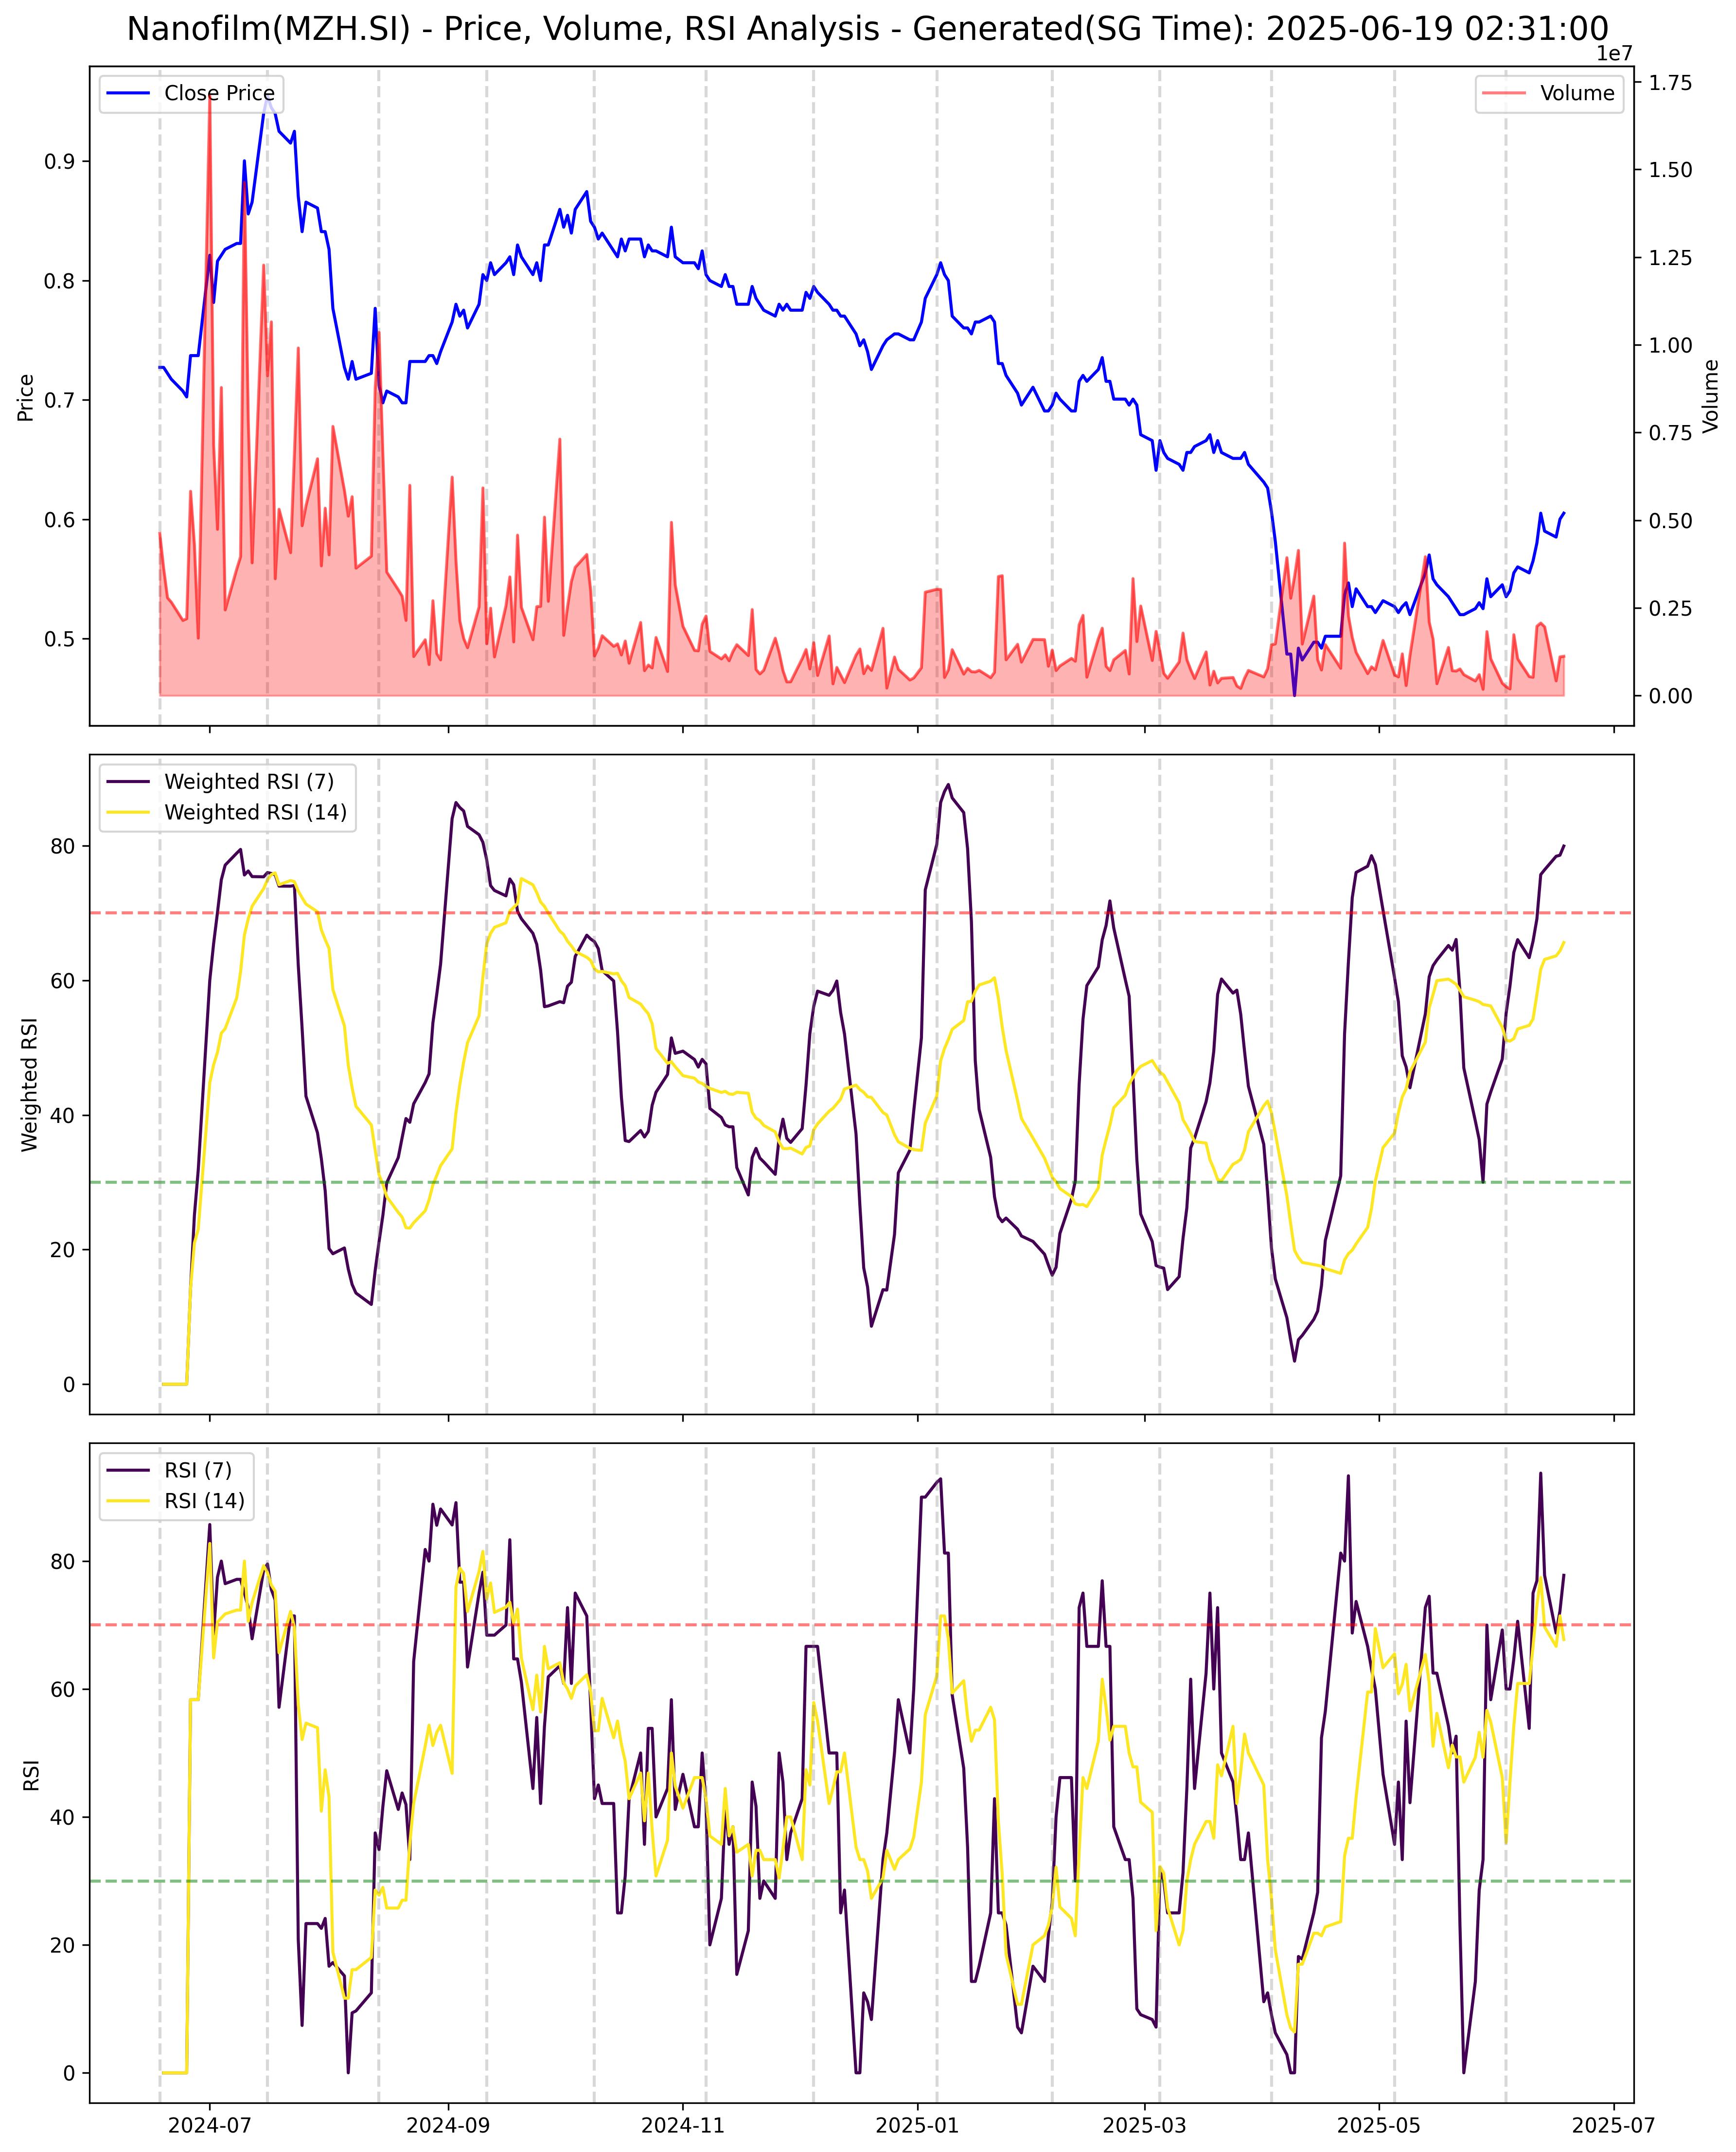 Nanofilm(MZH.SI) - Price, Volume, RSI Analysis - Generated(SG Time): 2025-06-19 02:31:00
1e7
Close Price
Volume
0.9
0.8
0.7
0.6
0.5
Price
1.75
1.50
1.25
1.00
0.75
0.50
0.25
0.00
Volume
Weighted RSI (7)
Weighted RSI (14)
80
60
40
20
0
Weighted RSI
RSI (7)
RSI (14)
80
60
40
20
0
RSI
2024-07
2024-09
2024-11
2025-01
2025-03
2025-05
2025-07